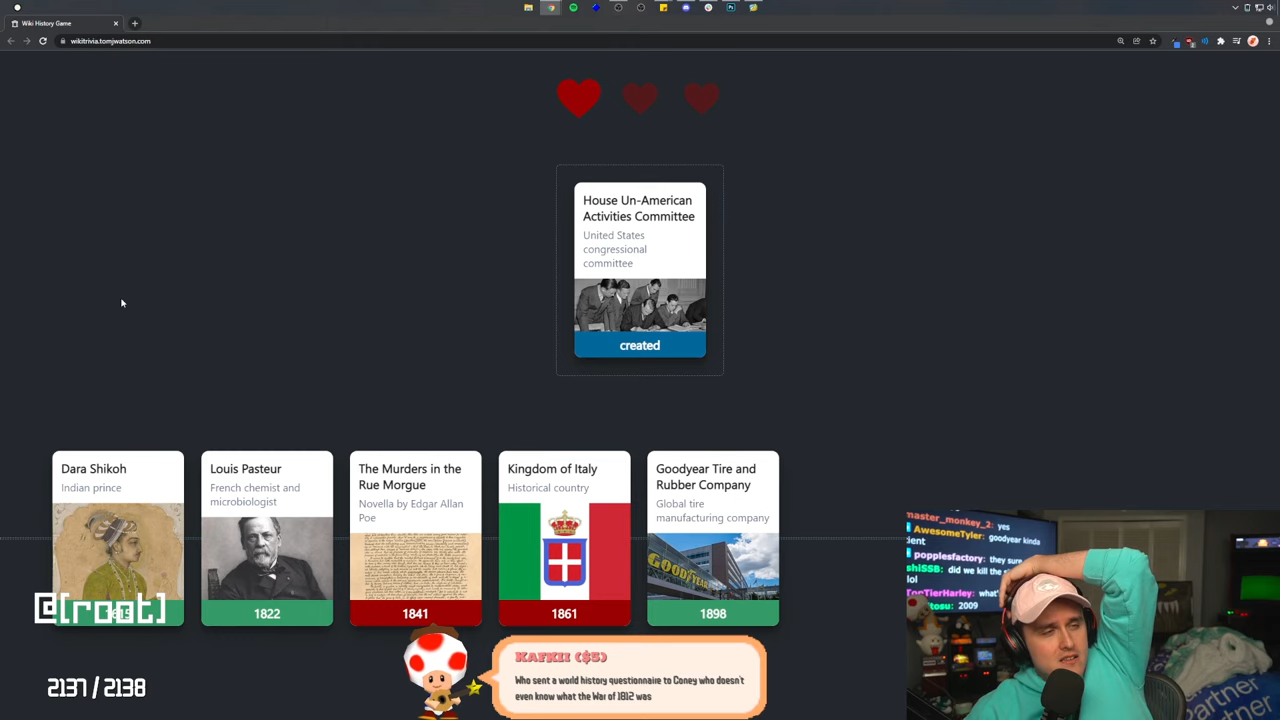 Wiki History Game
wikitrivia.tomjwatson.com
House Un-American
Activities Committee
United States
congressional
committee
created
Dara Shikoh
Indian prince
Louis Pasteur
French chemist and
microbiologist
1822
The Murders in the
Rue Morgue
Novella by Edgar Allan
Poe
1841
Kingdom of Italy
Historical country
1861
Goodyear Tire and
Rubber Company
Global tire
manufacturing company
GOODYEAR
1898
@[root]
2137 / 2138
KAFKII ($5)
Who sent a world history questionnaire to Coney who doesn't
even know what the War of 1812 was
master_monkey_2: yes
AwesomeTyler: goodyear kinda
popplesfactory: they sure
shiSSB: did we kill the
lol
TopTierHarley: what'
tosu: 2009
Partner